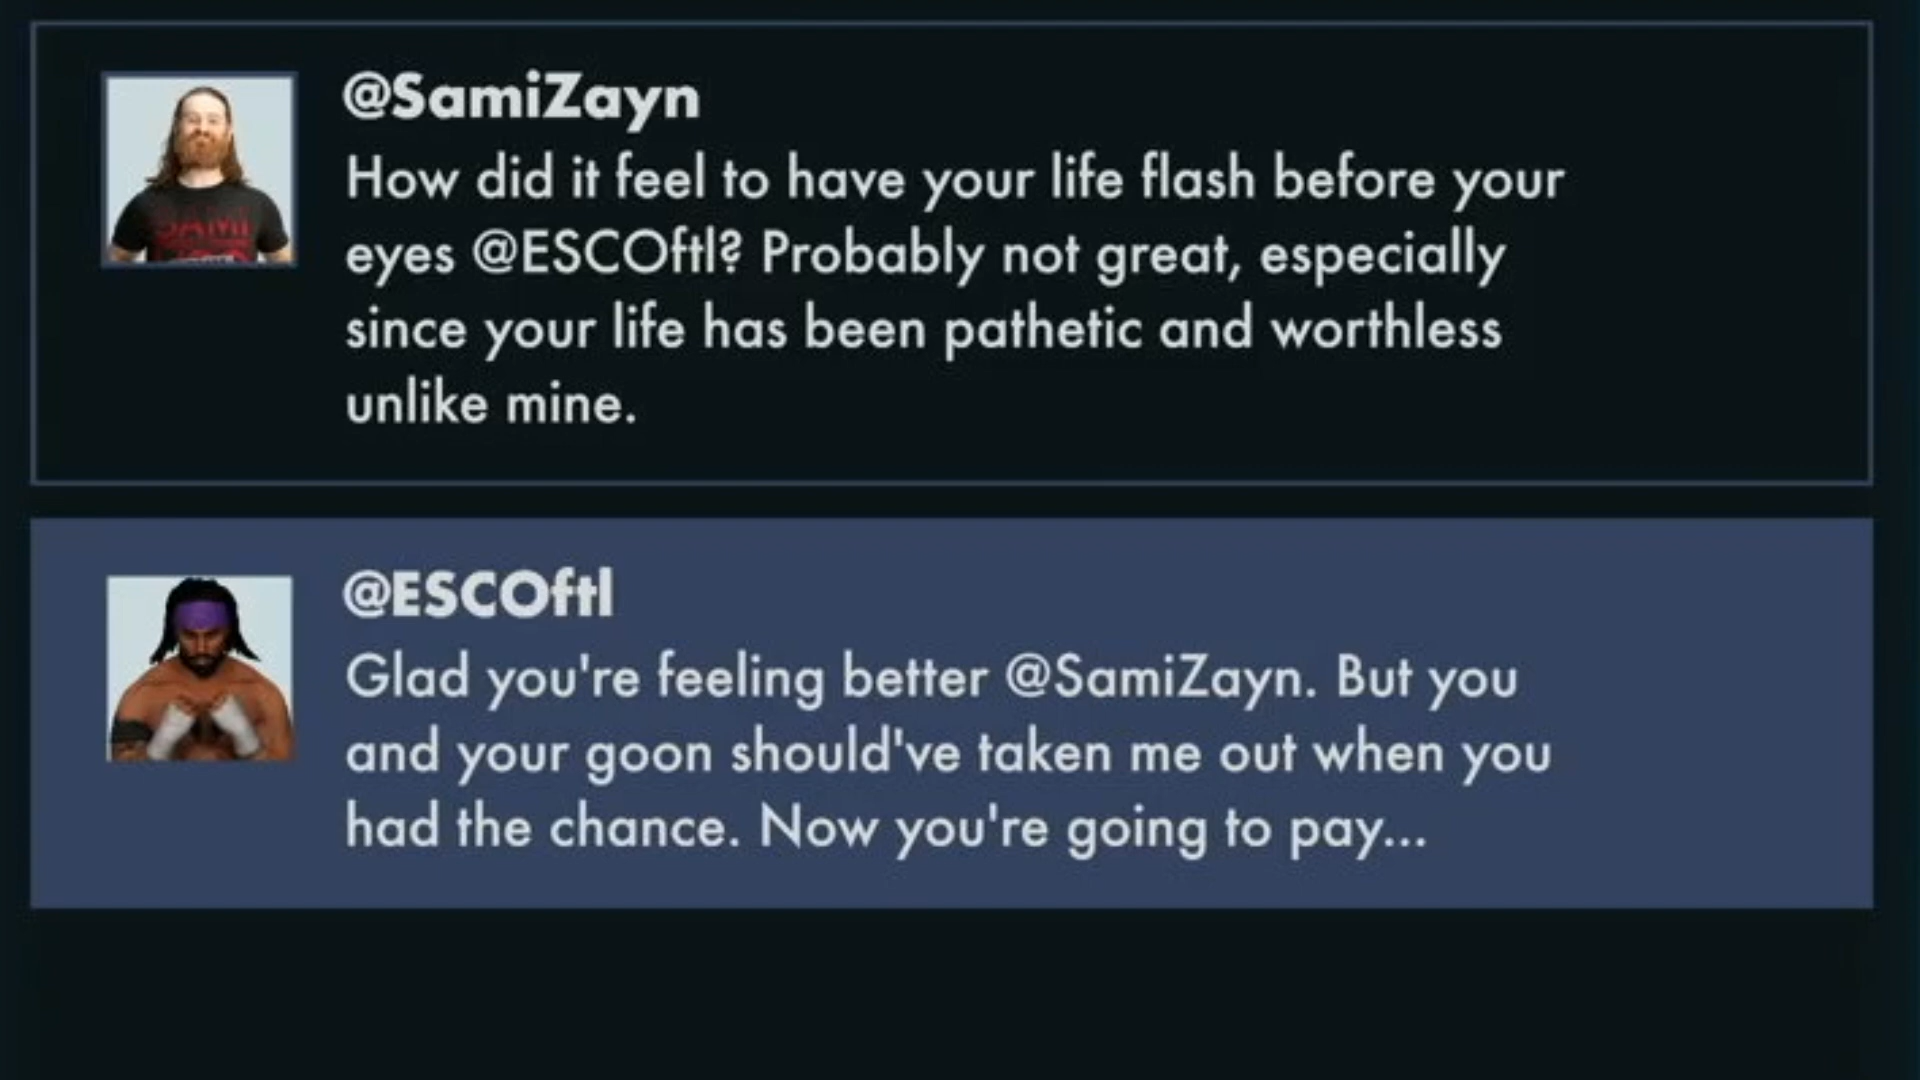 @SamiZayn
How did it feel to have your life flash before your
eyes @ESCOftl? Probably not great, especially
since your life has been pathetic and worthless
unlike mine.
SAMI
@ESCOftl
Glad you're feeling better @SamiZayn. But you
and your goon should've taken me out when you
had the chance. Now you're going to pay...